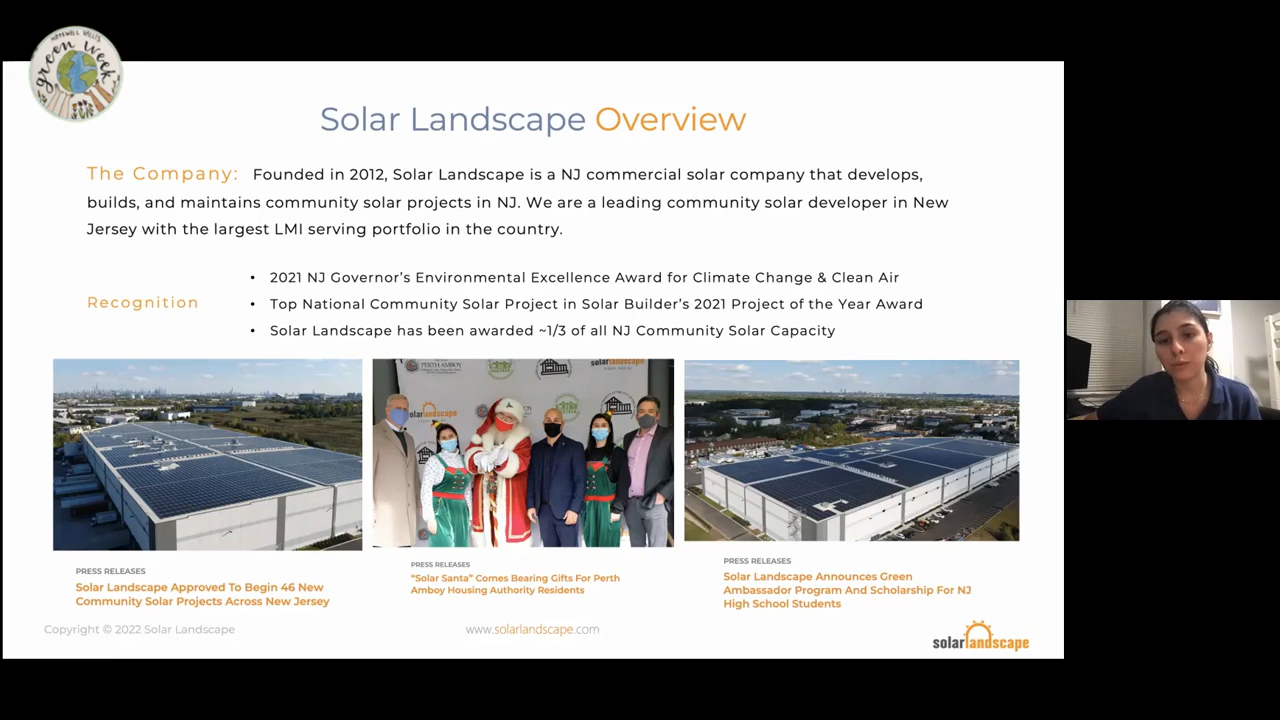 HOPEWELL VALLEY
green week
Solar Landscape Overview
The Company: Founded in 2012, Solar Landscape is a NJ commercial solar company that develops,
builds, and maintains community solar projects in NJ. We are a leading community solar developer in New
Jersey with the largest LMI serving portfolio in the country.
Recognition
• 2021 NJ Governor's Environmental Excellence Award for Climate Change & Clean Air
• Top National Community Solar Project in Solar Builder's 2021 Project of the Year Award
• Solar Landscape has been awarded ~1/3 of all NJ Community Solar Capacity
PERTH AMBOY
solarlandscape
solarlandscape
PRESS RELEASES
Solar Landscape Approved To Begin 46 New
Community Solar Projects Across New Jersey
PRESS RELEASES
“Solar Santa” Comes Bearing Gifts For Perth
Amboy Housing Authority Residents
PRESS RELEASES
Solar Landscape Announces Green
Ambassador Program And Scholarship For NJ
High School Students
Copyright © 2022 Solar Landscape
www.solarlandscape.com
solarlandscape